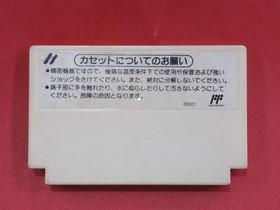 カセットについてのお願い
●精密機器ですので、極端な温度条件下での使用や保管および強い
ショックをさけてください。また、絶対に分解しないでください。
●端子部に手を触れたり、水にぬらしたりして汚さないようにして
ください。故障の原因となります。